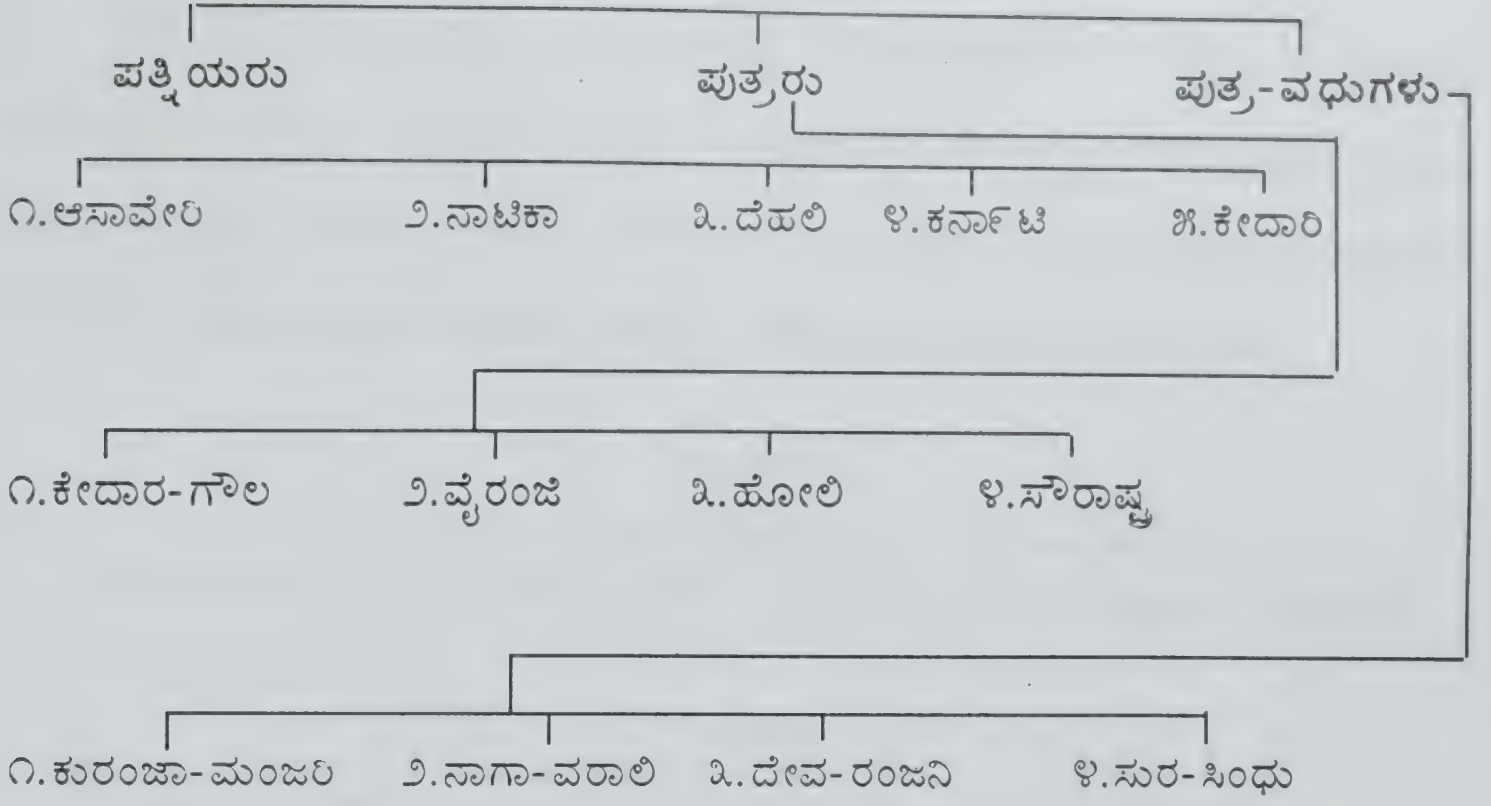 ಪತ್ನಿಯರು ಪುತ್ರರು ಪುತ್ರ-ವಧುಗಳು
೧.ಆಸಾವೇರಿ ೨.ನಾಟಿಕಾ ೩.ದೆಹಲಿ ೪.ಕರ್ನಾಟಿ ೫.ಕೇದಾರಿ
೧.ಕೇದಾರ-ಗೌಲ ೨.ವೈರಂಜಿ ೩.ಹೋಲಿ ೪.ಸೌರಾಷ್ಟ್ರ
೧.ಕುರಂಜಾ-ಮಂಜರಿ ೨.ನಾಗಾ-ವರಾಲಿ ೩.ದೇವ-ರಂಜನಿ ೪.ಸುರ-ಸಿಂಧು